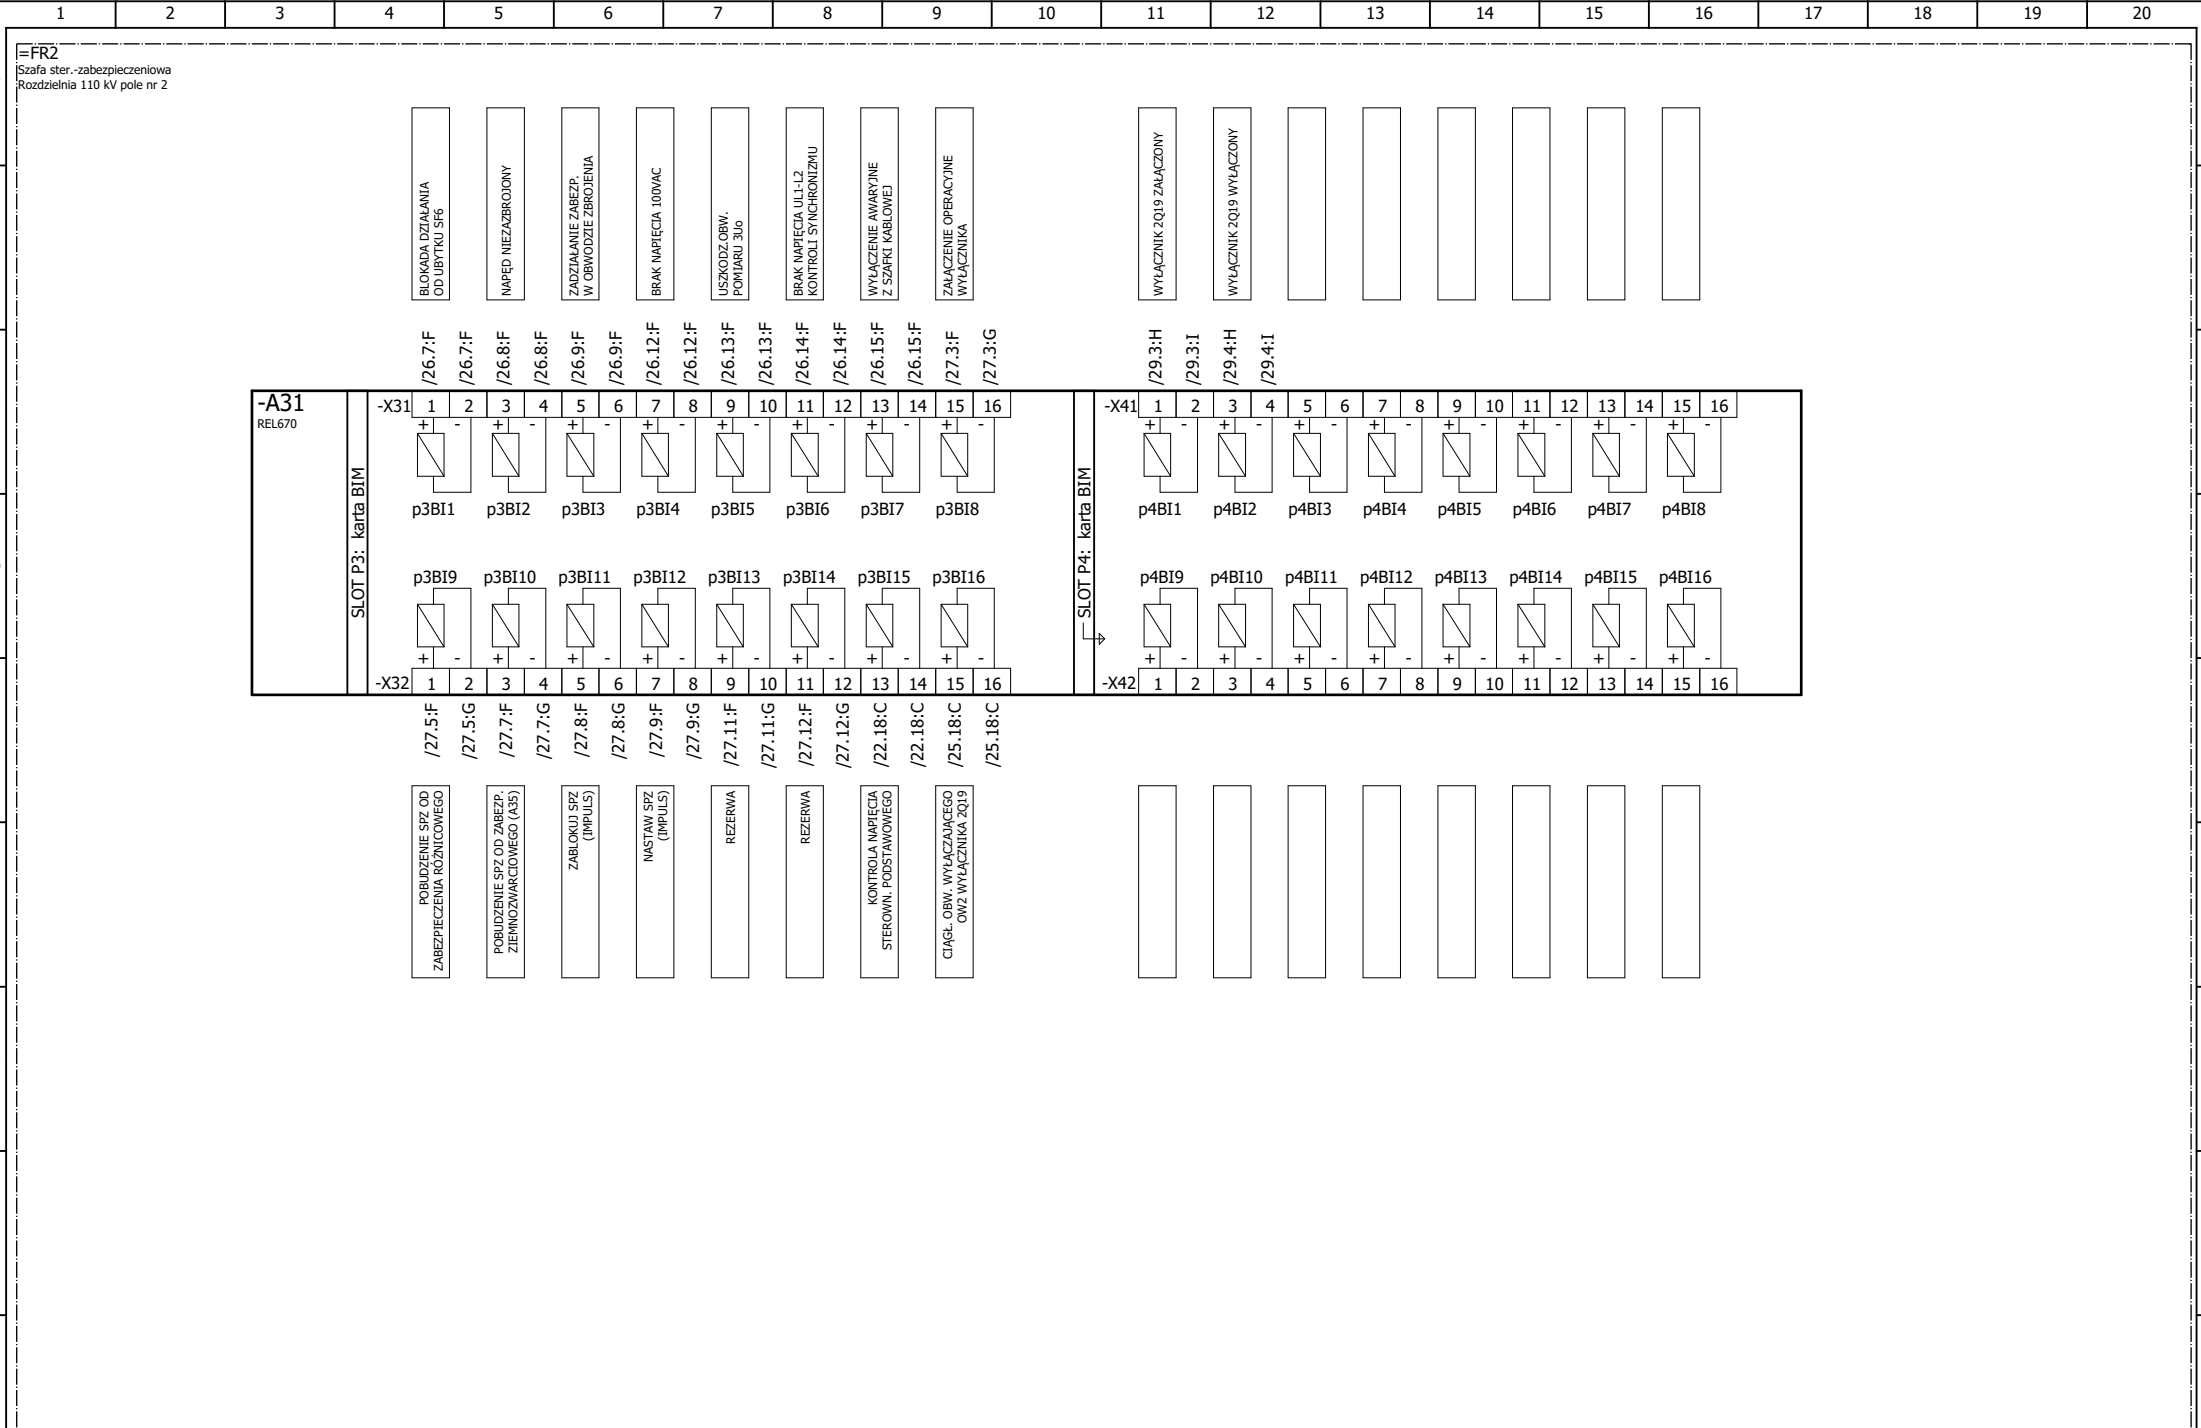 1 2 3 4 5 6 7 8 9 10 11 12 13 14 15 16 17 18 19 20
=FR2
Szafa ster.-zabezpieczeniowa
Rozdzielnia 110 kV pole nr 2
BLOKADA DZIAŁANIA
OD UBYTKU SF6
NAPĘD NIEZAZBROJONY
ZADZIAŁANIE ZABEZP.
W OBWODZIE ZBROJENIA
BRAK NAPIĘCIA 100VAC
USZKODZ.OBW.
POMIARU 3Uo
BRAK NAPIĘCIA UL1-L2
KONTROLI SYNCHRONIZMU
WYŁĄCZENIE AWARYJNE
Z SZAFKI KABLOWEJ
ZAŁĄCZENIE OPERACYJNE
WYŁĄCZNIKA
WYŁĄCZNIK 2Q19 ZAŁĄCZONY
WYŁĄCZNIK 2Q19 WYŁĄCZONY
/26.7:F /26.7:F /26.8:F /26.8:F /26.9:F /26.9:F /26.12:F /26.12:F /26.13:F /26.13:F /26.14:F /26.14:F /26.15:F /26.15:F /27.3:F /27.3:G
/29.3:H /29.3:I /29.4:H /29.4:I
-A31
REL670
SLOT P3: karta BIM
-X31 1 2 3 4 5 6 7 8 9 10 11 12 13 14 15 16
+ - + - + - + - + - + - + - + -
p3BI1 p3BI2 p3BI3 p3BI4 p3BI5 p3BI6 p3BI7 p3BI8
p3BI9 p3BI10 p3BI11 p3BI12 p3BI13 p3BI14 p3BI15 p3BI16
+ - + - + - + - + - + - + - + -
-X32 1 2 3 4 5 6 7 8 9 10 11 12 13 14 15 16
SLOT P4: karta BIM
-X41 1 2 3 4 5 6 7 8 9 10 11 12 13 14 15 16
+ - + - + - + - + - + - + - + -
p4BI1 p4BI2 p4BI3 p4BI4 p4BI5 p4BI6 p4BI7 p4BI8
p4BI9 p4BI10 p4BI11 p4BI12 p4BI13 p4BI14 p4BI15 p4BI16
+ - + - + - + - + - + - + - + -
-X42 1 2 3 4 5 6 7 8 9 10 11 12 13 14 15 16
/27.5:F /27.5:G /27.7:F /27.7:G /27.8:F /27.8:G /27.9:F /27.9:G /27.11:F /27.11:G /27.12:F /27.12:G /22.18:C /22.18:C /25.18:C /25.18:C
POBUDZENIE SPZ OD
ZABEZPIECZENIA RÓŻNICOWEGO
POBUDZENIE SPZ OD ZABEZP.
ZIEMNOZWARCIOWEGO (A35)
ZABLOKUJ SPZ
(IMPULS)
NASTAW SPZ
(IMPULS)
REZERWA
REZERWA
KONTROLA NAPIĘCIA
STEROWN. PODSTAWOWEGO
CIĄGŁ. OBW. WYŁĄCZAJĄCEGO
OW2 WYŁĄCZNIKA 2Q19